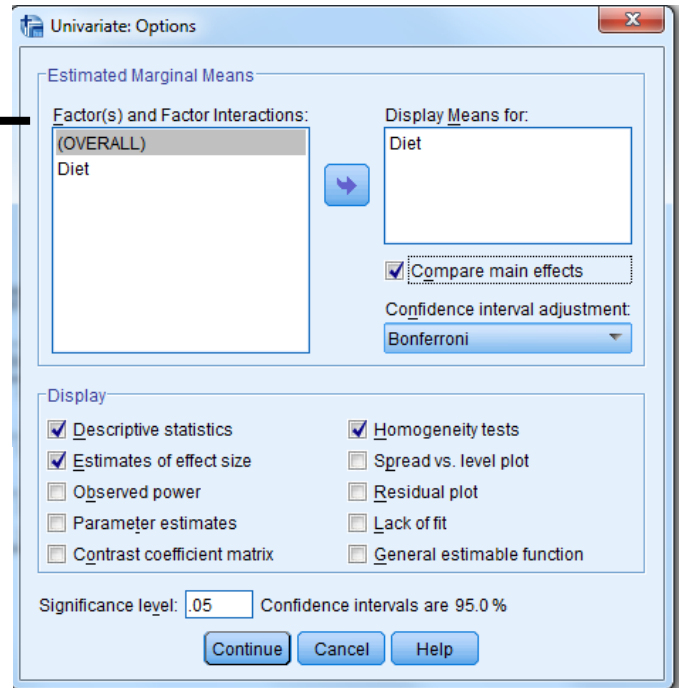 Univariate: Options
Estimated Marginal Means
Factor(s) and Factor Interactions:
(OVERALL)
Diet
Display Means for:
Diet
Compare main effects
Confidence interval adjustment:
Bonferroni
Display
Descriptive statistics
Homogeneity tests
Estimates of effect size
Spread vs. level plot
Observed power
Residual plot
Parameter estimates
Lack of fit
Contrast coefficient matrix
General estimable function
Significance level: .05 Confidence intervals are 95.0 %
Continue Cancel Help